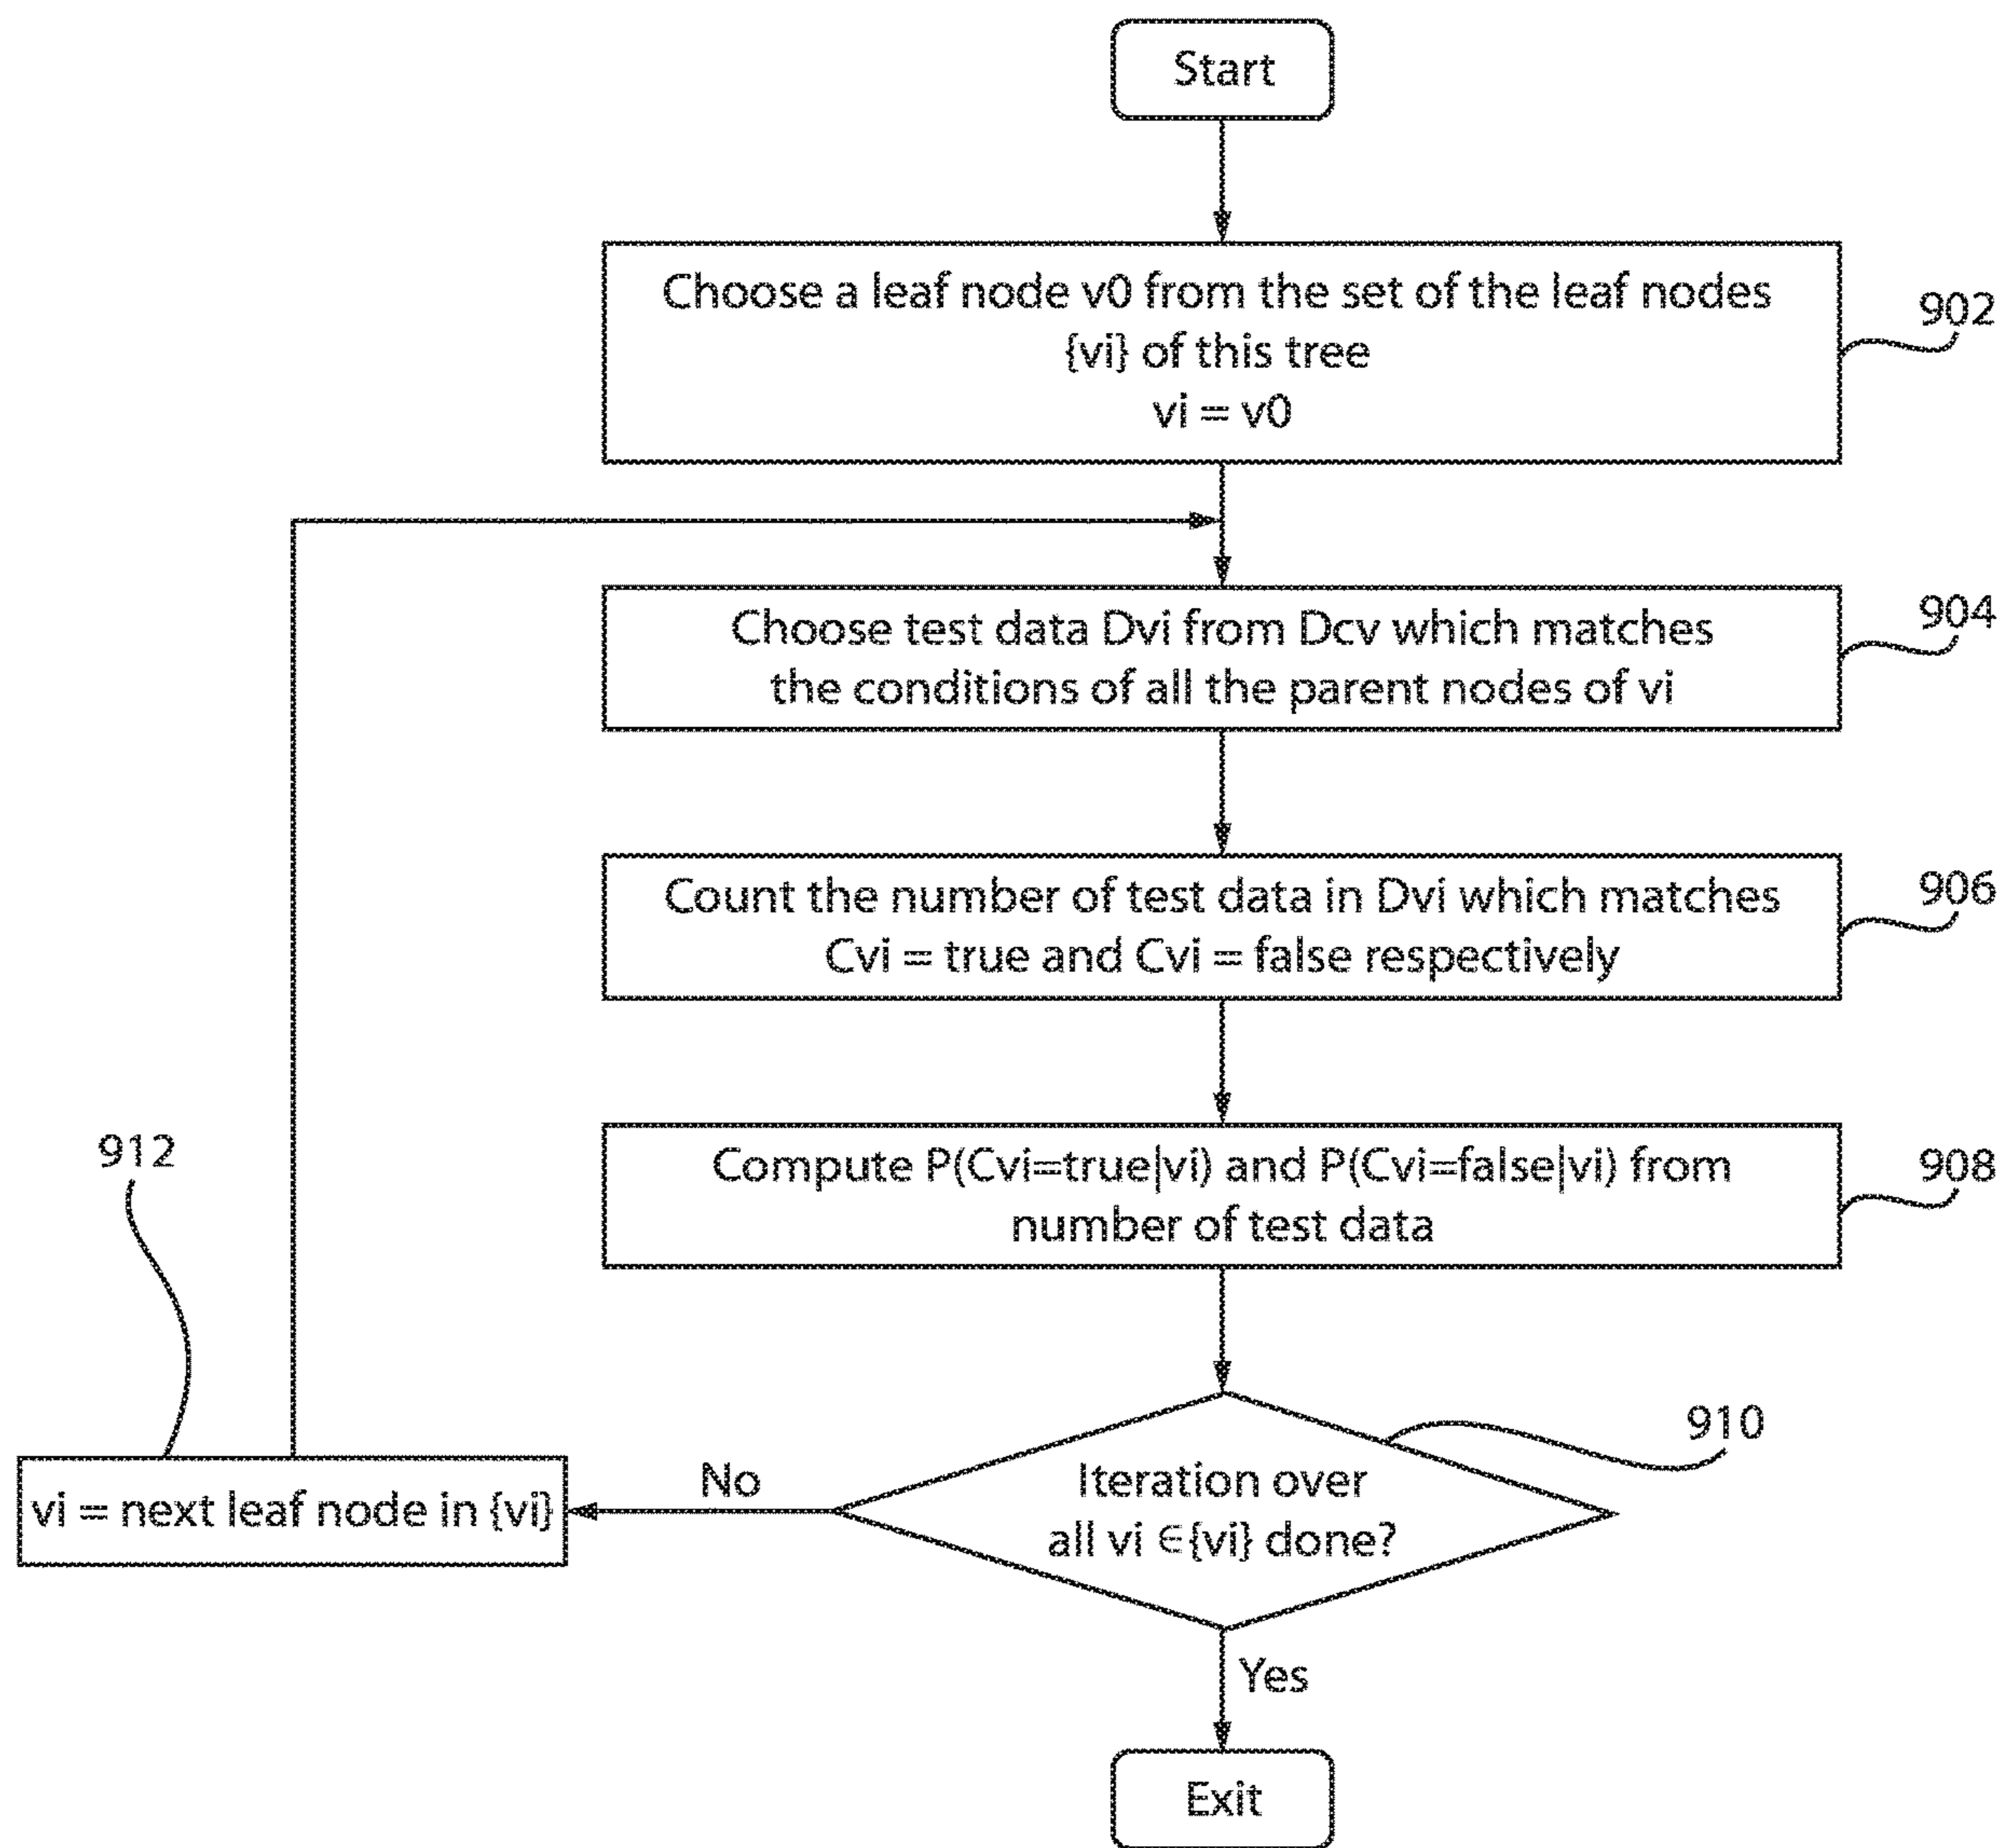 Start
Choose a leaf node v0 from the set of the leaf nodes
{vi} of this tree
vi = v0
902
Choose test data Dvi from Dcv which matches
the conditions of all the parent nodes of vi
904
Count the number of test data in Dvi which matches
Cvi = true and Cvi = false respectively
906
Compute P(Cvi=true|vi) and P(Cvi=false|vi) from
number of test data
908
912
910
Iteration over
all vi ∈{vi} done?
No
vi = next leaf node in {vi}
Yes
Exit